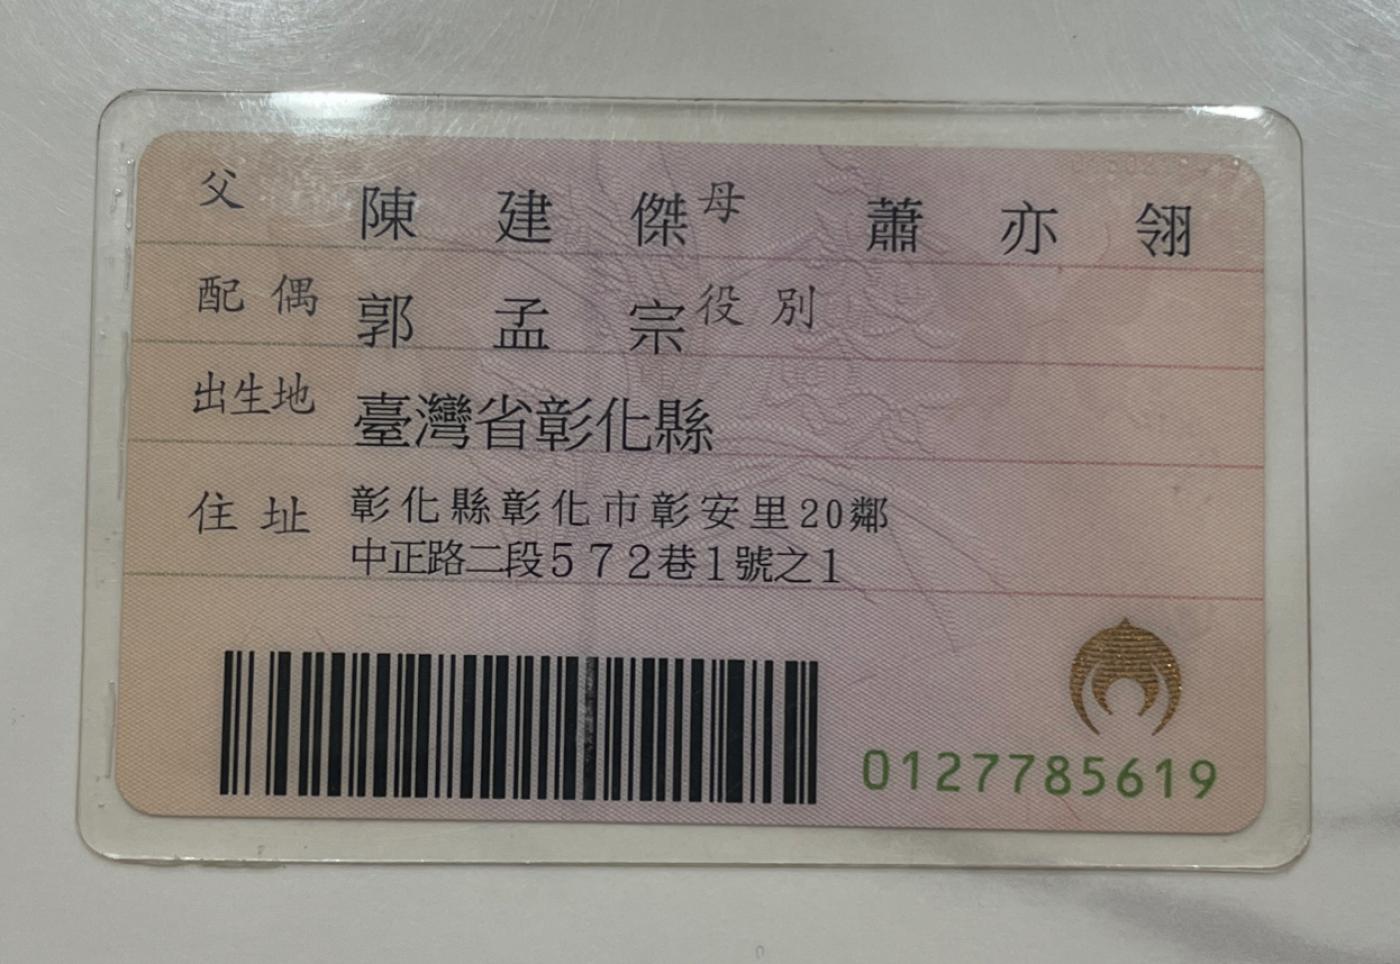 父 陳建傑 母 蕭亦翎
配偶 郭孟宗 役別
出生地 臺灣省彰化縣
住址 彰化縣彰化市彰安里20鄰
中正路二段572巷1號之1
0127785619